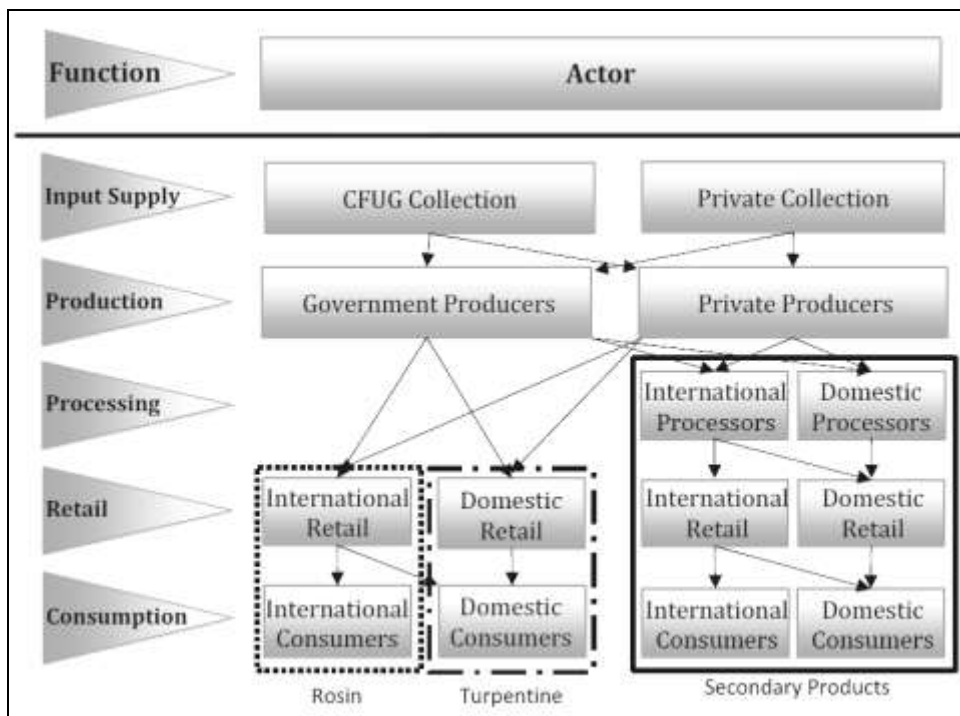 Function
Actor
Input Supply
CFUG Collection
Private Collection
Production
Government Producers
Private Producers
Processing
International
Processors
Domestic
Processors
Retail
International
Retail
Domestic
Retail
International
Retail
Domestic
Retail
Consumption
International
Consumers
Domestic
Consumers
International
Consumers
Domestic
Consumers
Rosin
Turpentine
Secondary Products